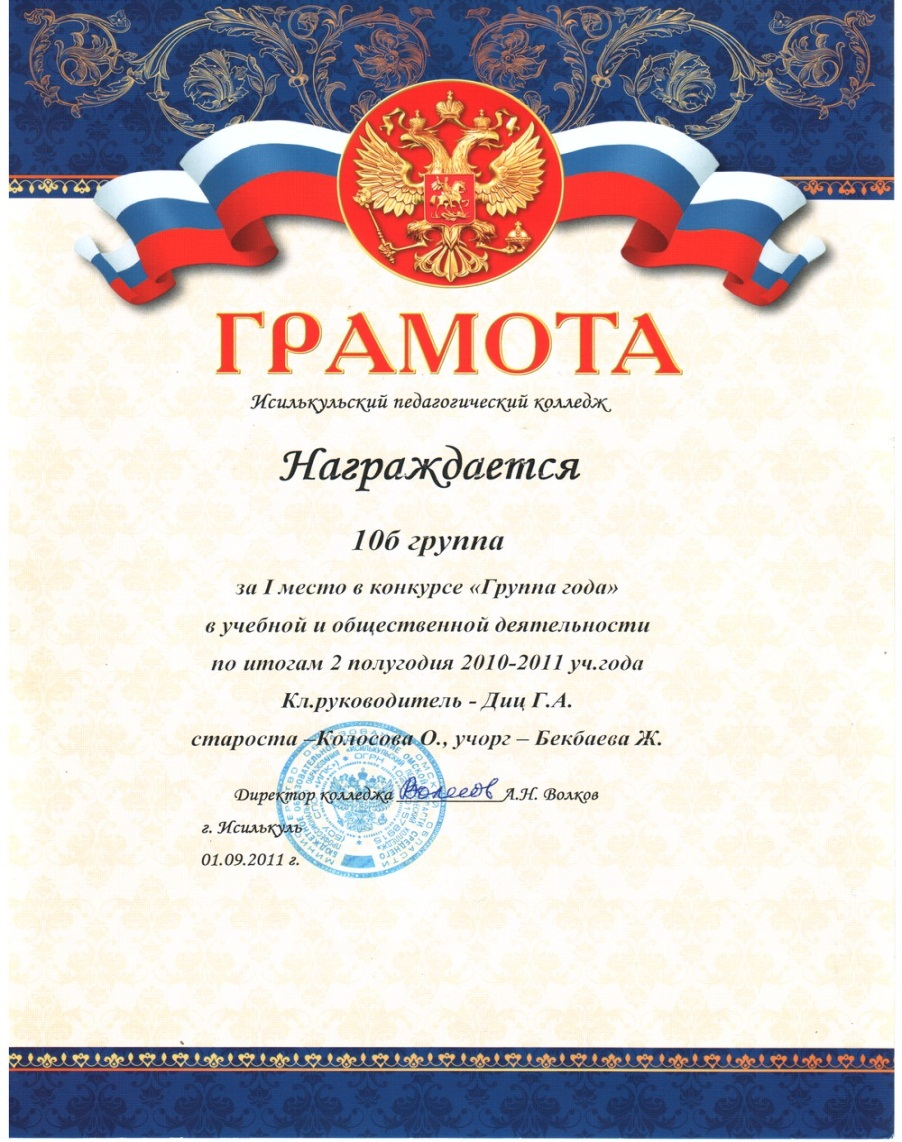 ГРАМОТА
Исилькульский педагогический колледж
Награждается
10б группа
за I место в конкурсе «Группа года»
в учебной и общественной деятельности
по итогам 2 полугодия 2010-2011 уч.года
Кл.руководитель - Диц Г.А.
староста –Колосова О., учорг – Бекбаева Ж.
Директор колледжа А.Н. Волков
г. Исилькуль
01.09.2011 г.